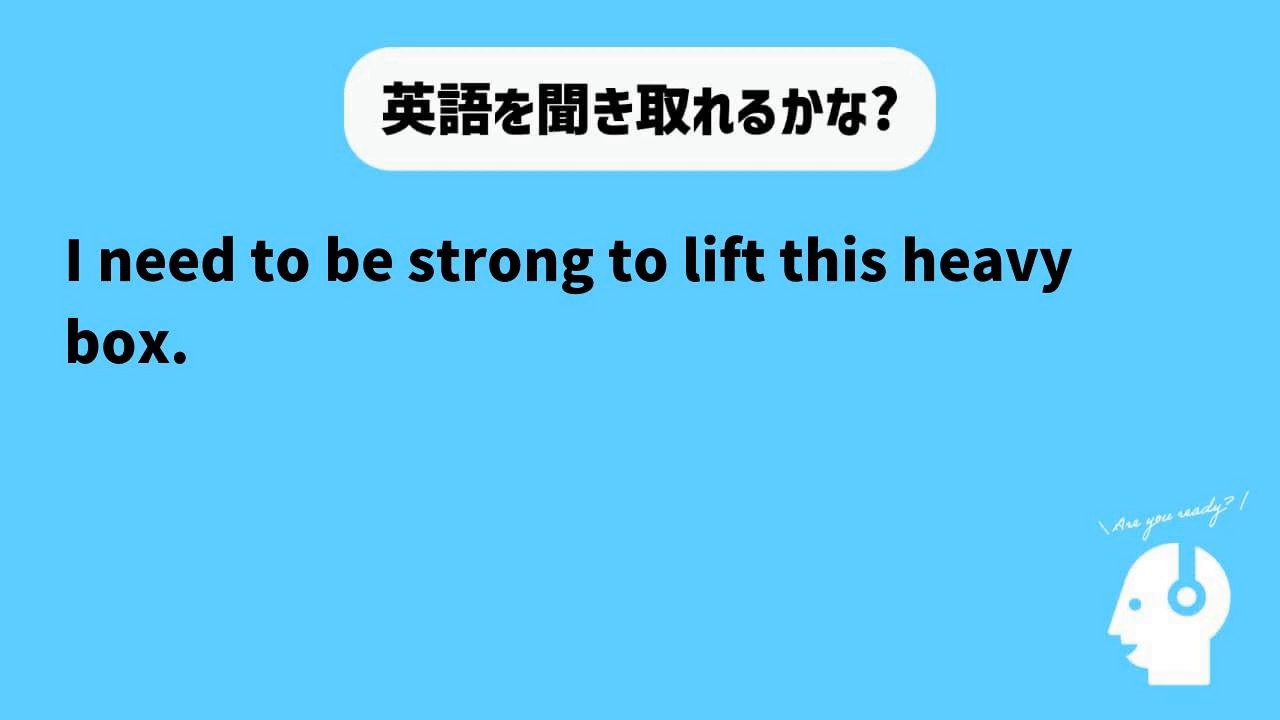 英語を聞き取れるかな?
I need to be strong to lift this heavy
box.
\Are you ready?/